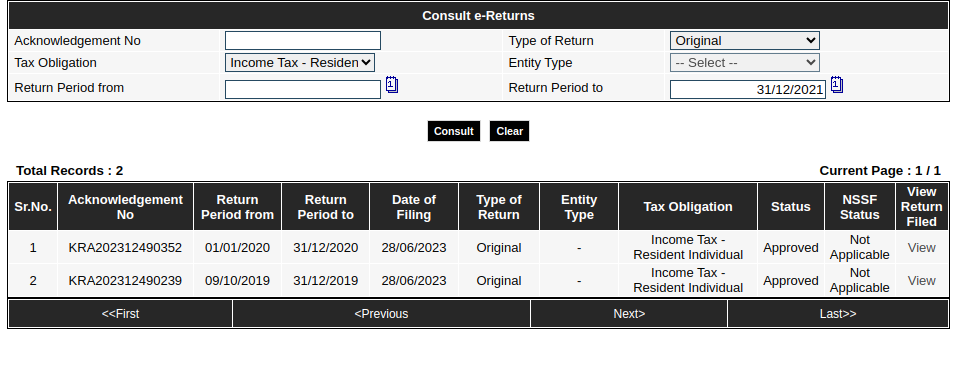 Consult e-Returns
Acknowledgement No Type of Return Original
Tax Obligation Income Tax - Residen Entity Type -- Select --
Return Period from 1 Return Period to 31/12/2021 1
Consult Clear
Total Records : 2 Current Page : 1 / 1
Sr.No. Acknowledgement No Return Period from Return Period to Date of Filing Type of Return Entity Type Tax Obligation Status NSSF Status View Return Filed
1 KRA202312490352 01/01/2020 31/12/2020 28/06/2023 Original - Income Tax - Resident Individual Approved Not Applicable View
2 KRA202312490239 09/10/2019 31/12/2019 28/06/2023 Original - Income Tax - Resident Individual Approved Not Applicable View
<<First <Previous Next> Last>>